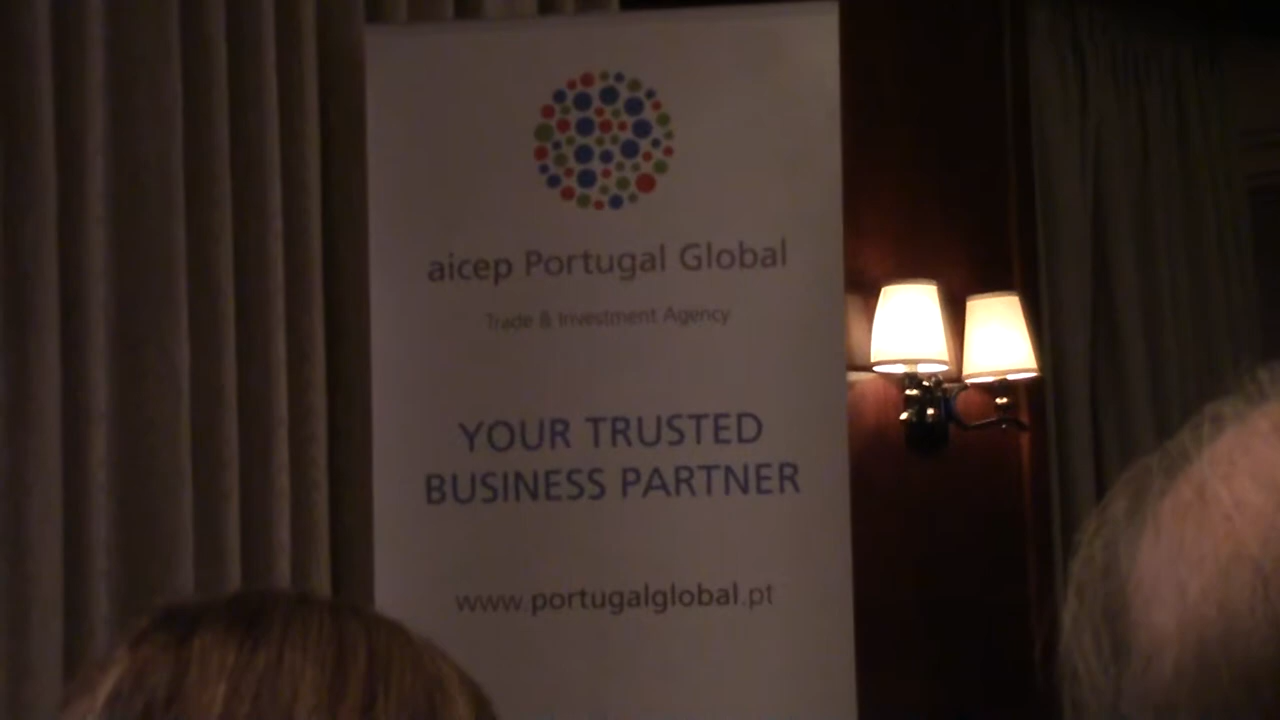 aicep Portugal Global
Trade & Investment Agency
YOUR TRUSTED
BUSINESS PARTNER
www.portugalglobal.pt